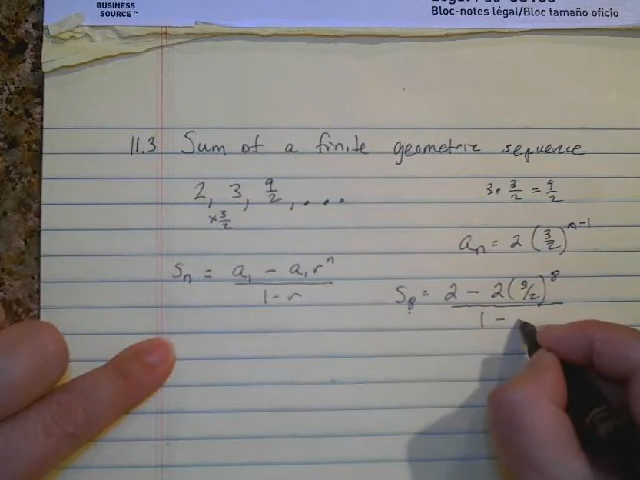 BUSINESS
SOURCE™
Bloc-notes légal/Bloc tamaño oficio
11.3 Sum of a finite geometric sequence
2, 3, 9/2, ....
×3/2
3 • 3/2 = 9/2
aₙ = 2 (3/2)ⁿ⁻¹
Sₙ = (a₁ − a₁rⁿ)/(1 − r)
S₈ = (2 − 2(3/2)⁸)/(1 −